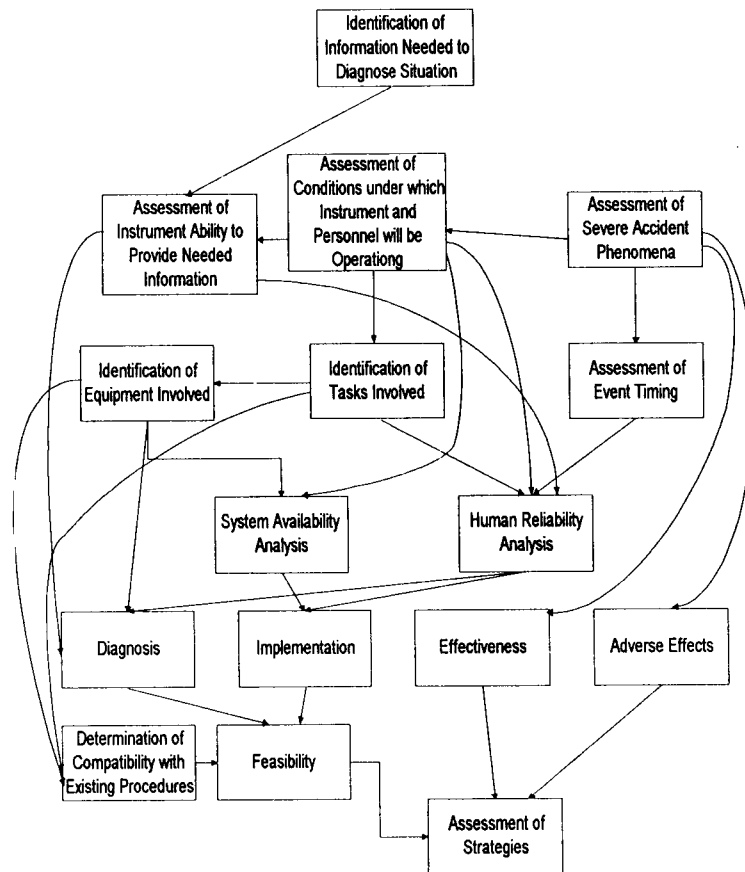 Identification of
Information Needed to
Diagnose Situation
Assessment of
Conditions under which
Instrument and
Personnel will be
Operationg
Assessment of
Instrument Ability to
Provide Needed
Information
Assessment of
Severe Accident
Phenomena
Identification of
Equipment Involved
Identification of
Tasks Involved
Assessment of
Event Timing
System Availability
Analysis
Human Reliability
Analysis
Diagnosis
Implementation
Effectiveness
Adverse Effects
Determination of
Compatibility with
Existing Procedures
Feasibility
Assessment of
Strategies